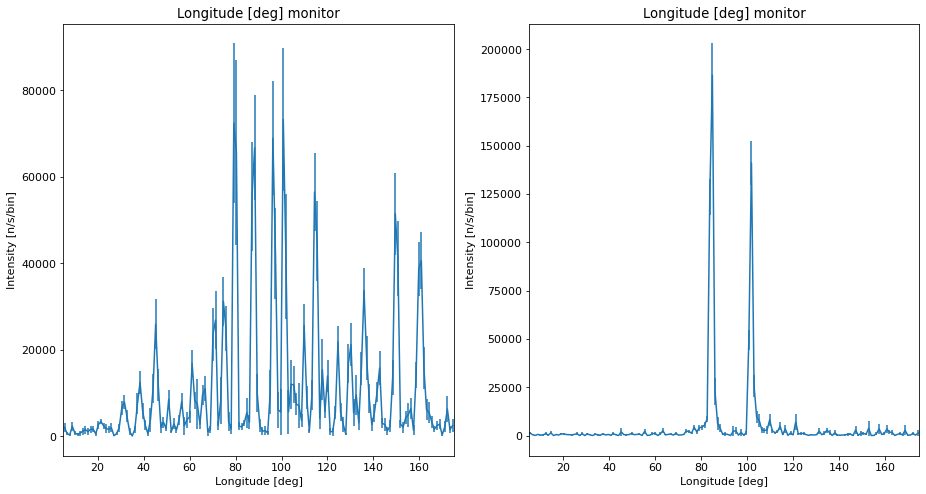 Longitude [deg] monitor
Intensity [n/s/bin]
80000
60000
40000
20000
0
20 40 60 80 100 120 140 160
Longitude [deg]
Longitude [deg] monitor
Intensity [n/s/bin]
200000
175000
150000
125000
100000
75000
50000
25000
0
20 40 60 80 100 120 140 160
Longitude [deg]